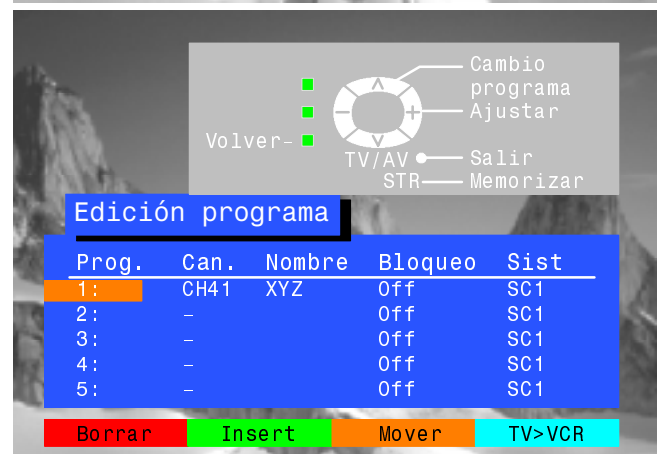 Cambio
programa
Ajustar
Volver-
TV/AV Salir
STR Memorizar
Edición programa
Prog. Can. Nombre Bloqueo Sist
1: CH41 XYZ Off SC1
2: - Off SC1
3: - Off SC1
4: - Off SC1
5: - Off SC1
Borrar Insert Mover TV>VCR